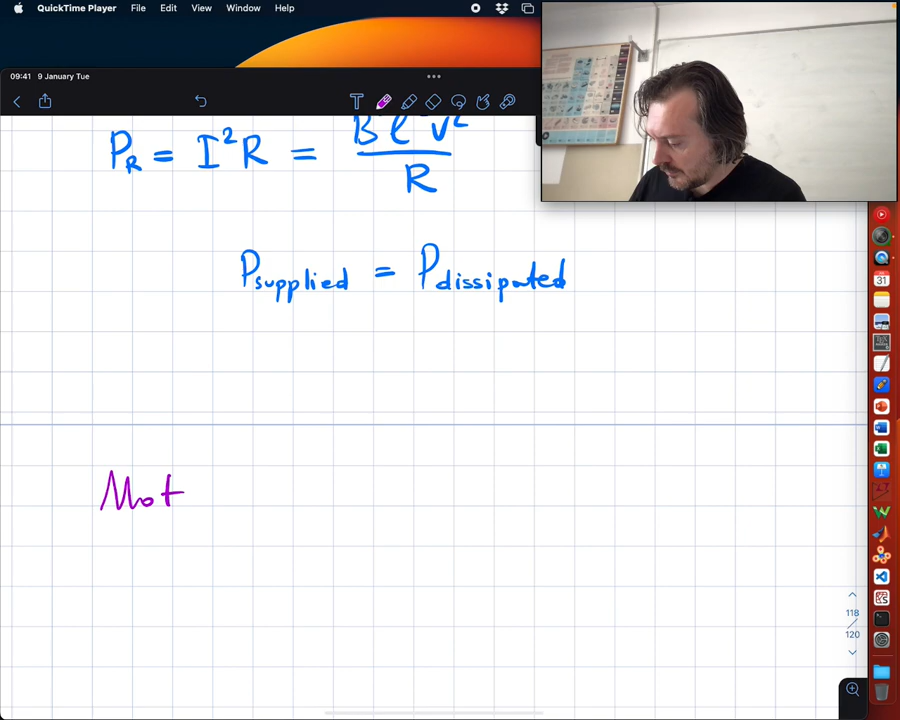 QuickTime Player File Edit View Window Help
09:41 9 January Tue
P_R = I²R = B²ℓ²v² / R
P_supplied = P_dissipated
Mot
118
120
31